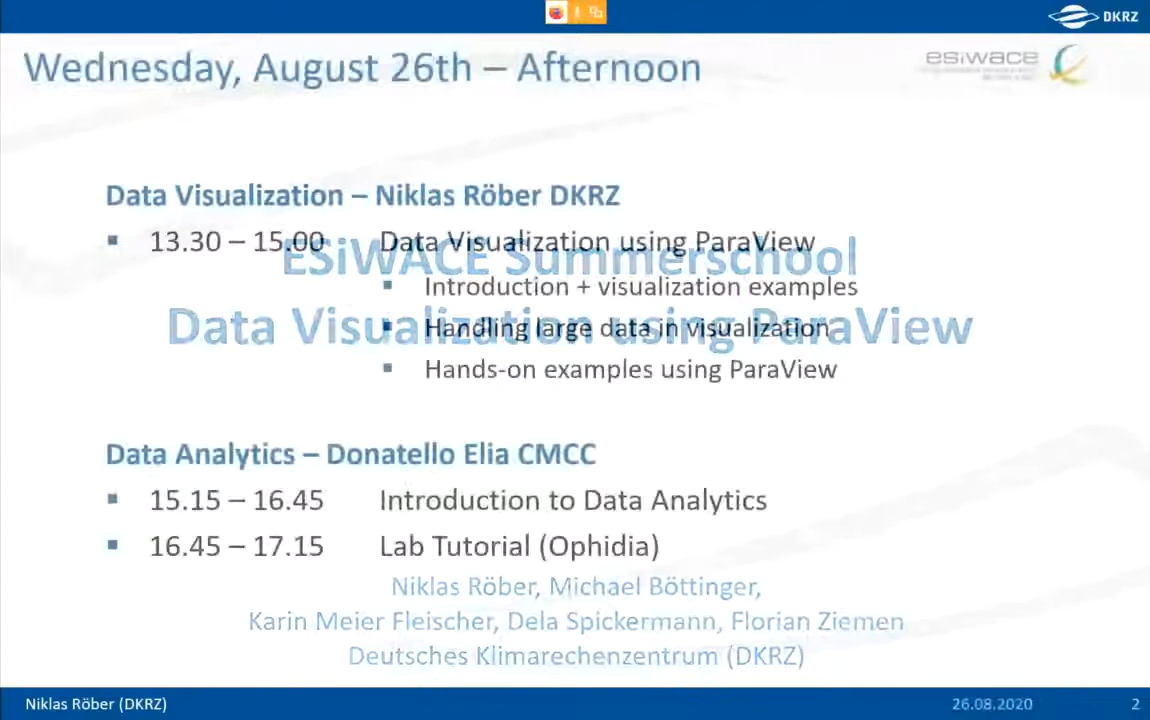 DKRZ
Wednesday, August 26th – Afternoon
esiwace
Data Visualization – Niklas Röber DKRZ
▪ 13.30 – 15.00 Data Visualization using ParaView
ESiWACE Summerschool
▪ Introduction + visualization examples
Data Visualization using ParaView
▪ Handling large data in visualization
▪ Hands-on examples using ParaView
Data Analytics – Donatello Elia CMCC
▪ 15.15 – 16.45 Introduction to Data Analytics
▪ 16.45 – 17.15 Lab Tutorial (Ophidia)
Niklas Röber, Michael Böttinger,
Karin Meier Fleischer, Dela Spickermann, Florian Ziemen
Deutsches Klimarechenzentrum (DKRZ)
Niklas Röber (DKRZ) 26.08.2020 2